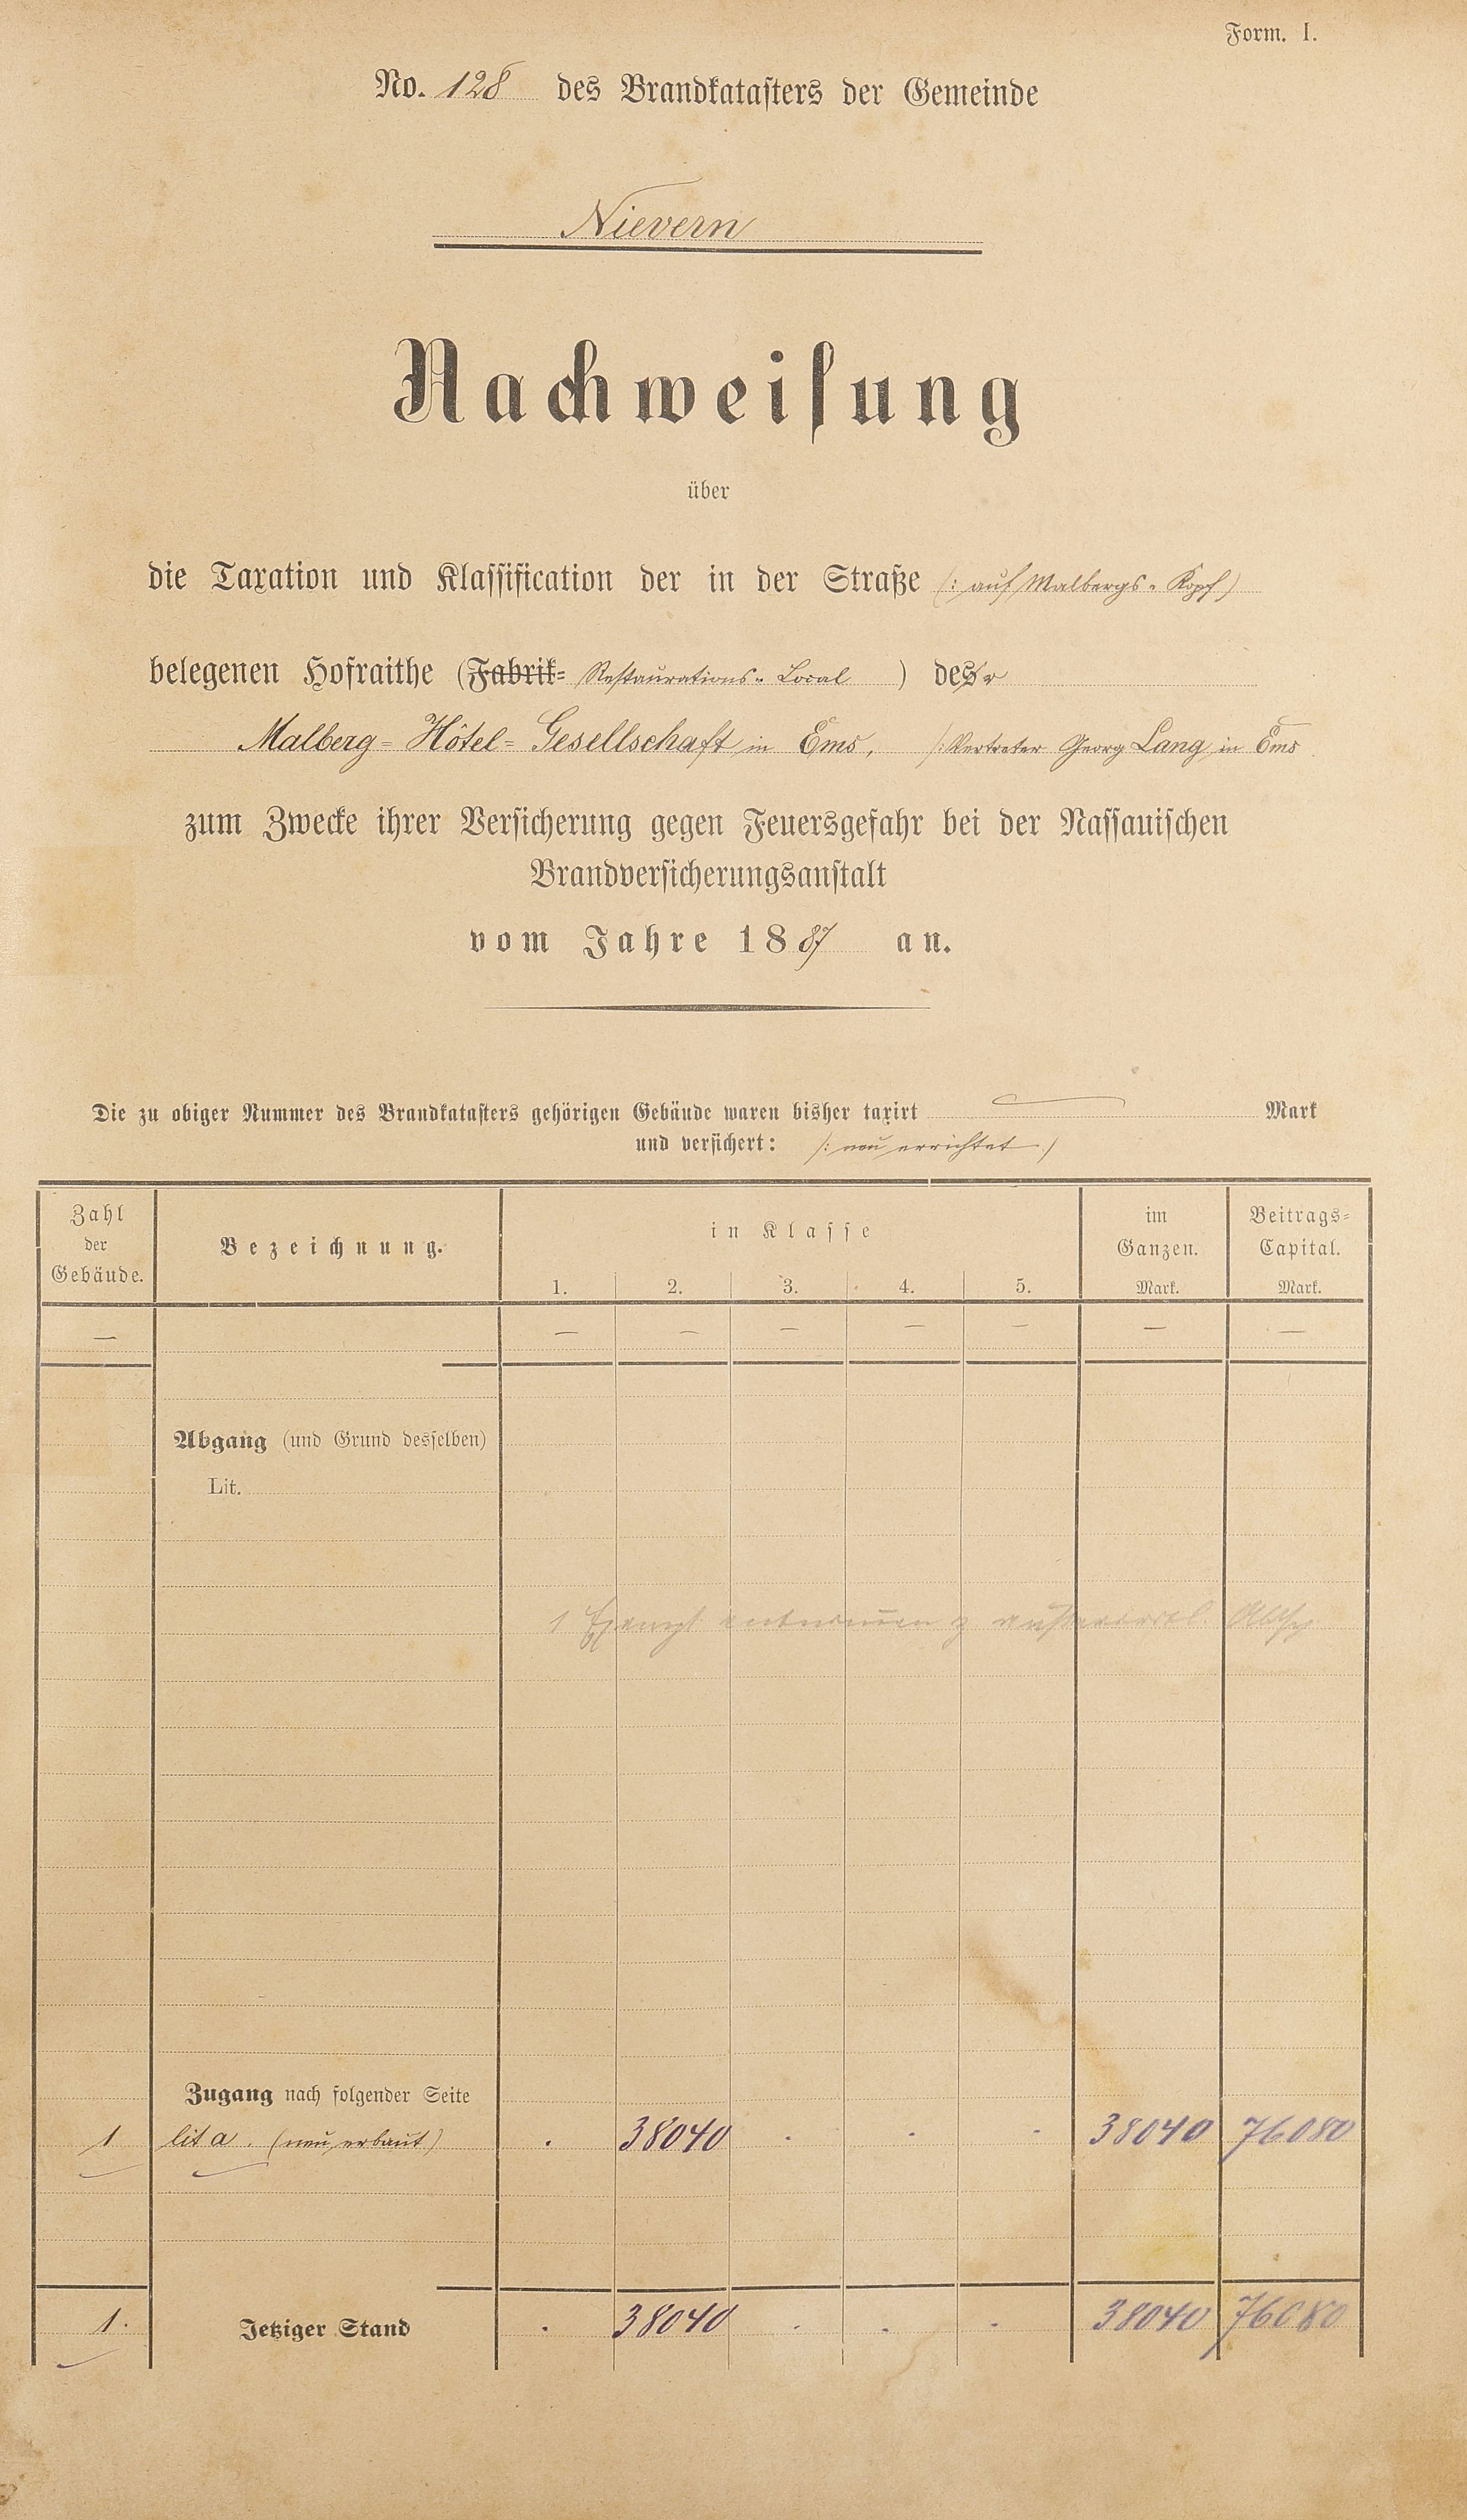 Form. I.
No. 128 des Brandkatasters der Gemeinde
Nievern
Nachweisung
über
die Taxation und Klassification der in der Straße (: auf Malbergs-Kopf)
belegenen Hofraithe (Fabrik= Restaurations-Local ) des r
Malberg=Hôtel=Gesellschaft in Ems, /: Vertreter Georg Lang in Ems
zum Zwecke ihrer Versicherung gegen Feuersgefahr bei der Nassauischen
Brandversicherungsanstalt
vom Jahre 1887 an.
Die zu obiger Nummer des Brandkatasters gehörigen Gebäude waren bisher taxirt — Mark
und versichert: /: neu errichtet /
Zahl der Gebäude. Bezeichnung. in Klasse im Ganzen. Beitrags=Capital.
1. 2. 3. 4. 5. Mark. Mark.
— — — — — — — —
Abgang (und Grund desselben)
Lit.
1
Zugang nach folgender Seite
1 lit a. (neu erbaut) . 38040 . . . 38040 76080
1. Jetziger Stand . 38040 . . . 38040 76080